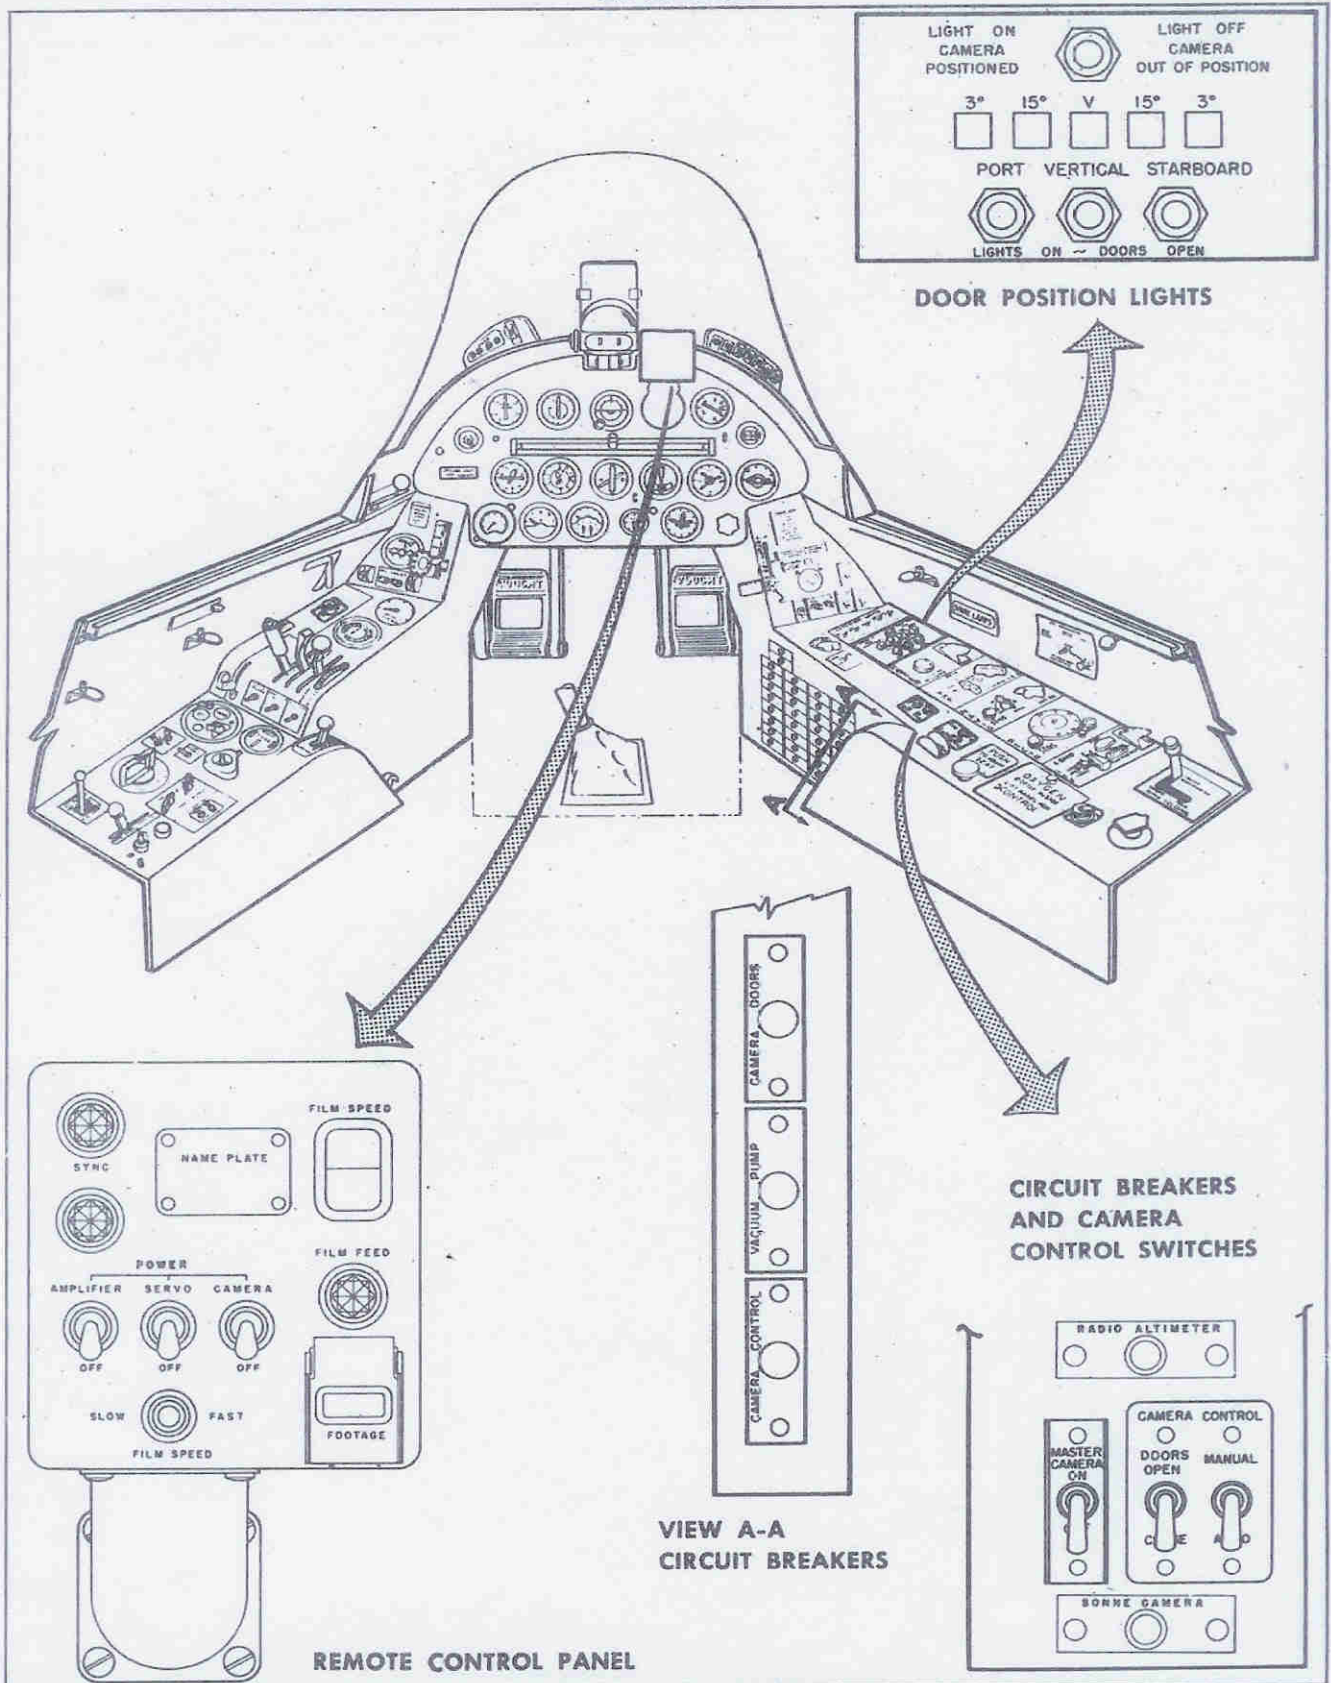 LIGHT ON
CAMERA
POSITIONED
LIGHT OFF
CAMERA
OUT OF POSITION
3° 15° V 15° 3°
PORT VERTICAL STARBOARD
LIGHTS ON ~ DOORS OPEN
DOOR POSITION LIGHTS
VOUGHT
VOUGHT
A
A
OXYGEN
CONTROL
SYNC
NAME PLATE
FILM SPEED
POWER
AMPLIFIER SERVO CAMERA
OFF OFF OFF
FILM FEED
SLOW FAST
FILM SPEED
FOOTAGE
REMOTE CONTROL PANEL
CAMERA DOORS
VACUUM PUMP
CAMERA CONTROL
VIEW A-A
CIRCUIT BREAKERS
CIRCUIT BREAKERS
AND CAMERA
CONTROL SWITCHES
RADIO ALTIMETER
MASTER
CAMERA
ON
CAMERA CONTROL
DOORS
OPEN
MANUAL
SONNE CAMERA